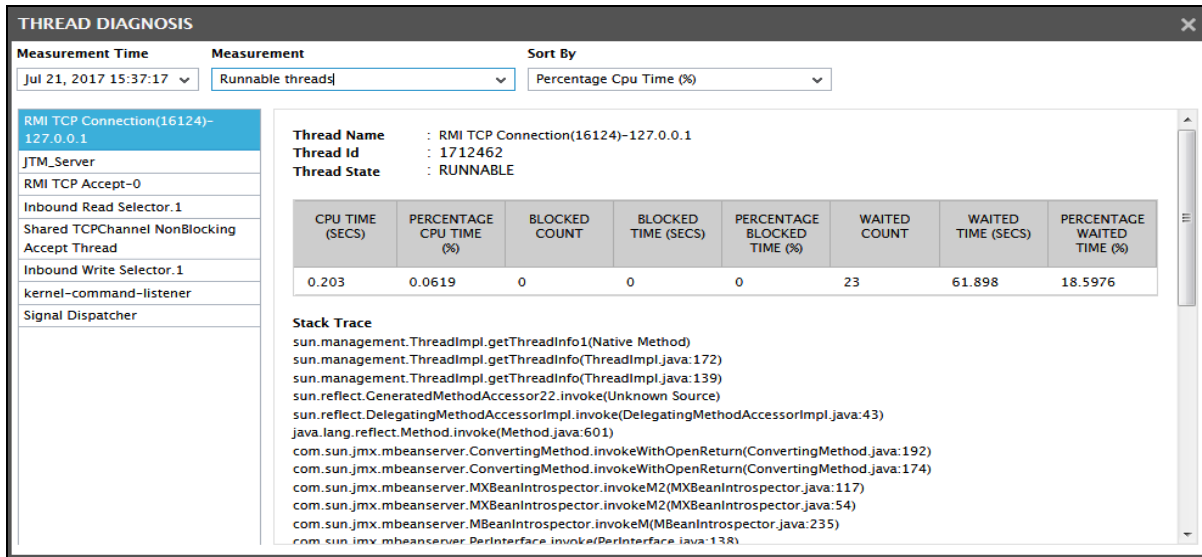 THREAD DIAGNOSIS
Measurement Time Measurement Sort By
Jul 21, 2017 15:37:17 Runnable threads Percentage Cpu Time (%)
RMI TCP Connection(16124)-
127.0.0.1
JTM_Server
RMI TCP Accept-0
Inbound Read Selector.1
Shared TCPChannel NonBlocking
Accept Thread
Inbound Write Selector.1
kernel-command-listener
Signal Dispatcher
Thread Name : RMI TCP Connection(16124)-127.0.0.1
Thread Id : 1712462
Thread State : RUNNABLE
CPU TIME (SECS) PERCENTAGE CPU TIME (%) BLOCKED COUNT BLOCKED TIME (SECS) PERCENTAGE BLOCKED TIME (%) WAITED COUNT WAITED TIME (SECS) PERCENTAGE WAITED TIME (%)
0.203 0.0619 0 0 0 23 61.898 18.5976
Stack Trace
sun.management.ThreadImpl.getThreadInfo1(Native Method)
sun.management.ThreadImpl.getThreadInfo(ThreadImpl.java:172)
sun.management.ThreadImpl.getThreadInfo(ThreadImpl.java:139)
sun.reflect.GeneratedMethodAccessor22.invoke(Unknown Source)
sun.reflect.DelegatingMethodAccessorImpl.invoke(DelegatingMethodAccessorImpl.java:43)
java.lang.reflect.Method.invoke(Method.java:601)
com.sun.jmx.mbeanserver.ConvertingMethod.invokeWithOpenReturn(ConvertingMethod.java:192)
com.sun.jmx.mbeanserver.ConvertingMethod.invokeWithOpenReturn(ConvertingMethod.java:174)
com.sun.jmx.mbeanserver.MXBeanIntrospector.invokeM2(MXBeanIntrospector.java:117)
com.sun.jmx.mbeanserver.MXBeanIntrospector.invokeM2(MXBeanIntrospector.java:54)
com.sun.jmx.mbeanserver.MBeanIntrospector.invokeM(MBeanIntrospector.java:235)
com.sun.jmx.mbeanserver.PerInterface.invoke(PerInterface.java:138)